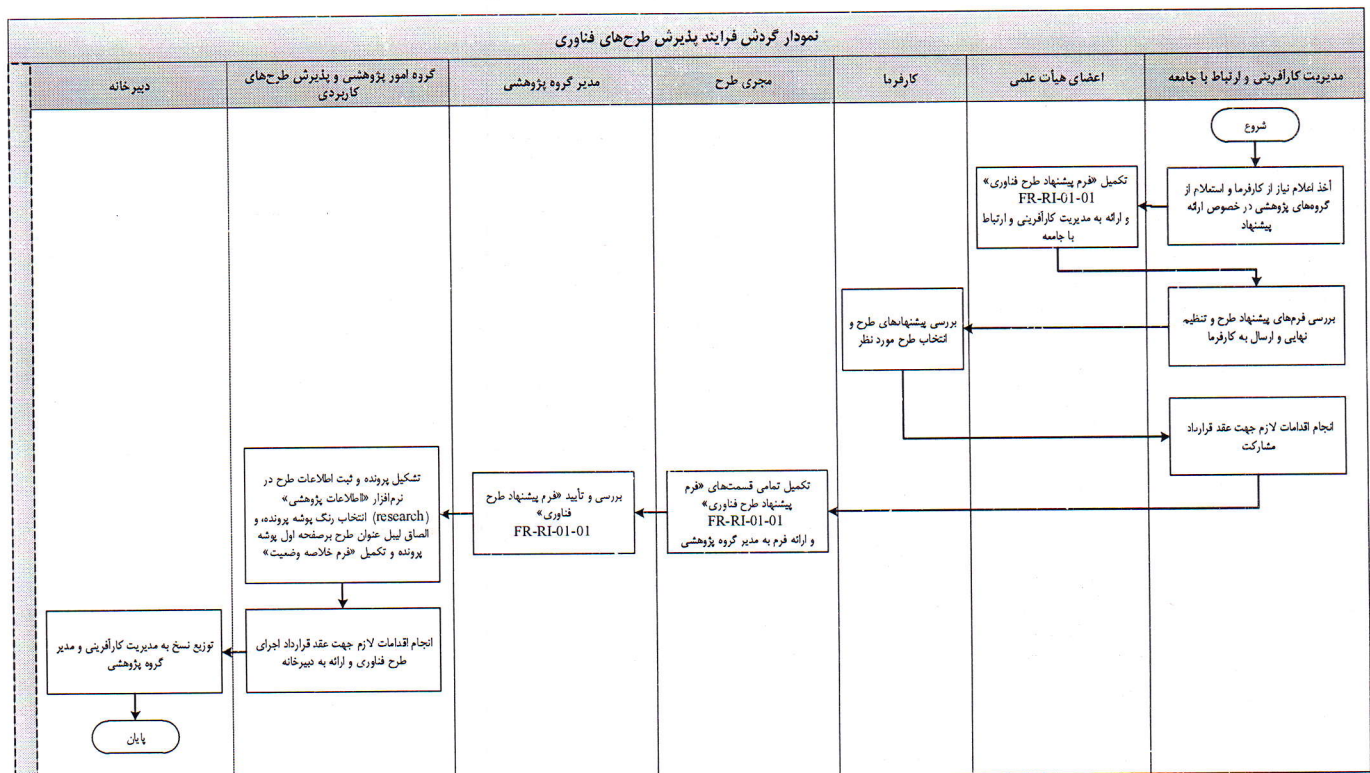 نمودار گردش فرایند پذیرش طرح‌های فناوری
مدیریت کارآفرینی و ارتباط با جامعه
اعضای هیأت علمی
کارفرما
مجری طرح
مدیر گروه پژوهشی
گروه امور پژوهشی و پذیرش طرح‌های
کاربردی
دبیرخانه
شروع
أخذ اعلام نیاز از کارفرما و استعلام از
گروه‌های پژوهشی در خصوص ارائه
پیشنهاد
تکمیل «فرم پیشنهاد طرح فناوری»
FR-RI-01-01
و ارائه به مدیریت کارآفرینی و ارتباط
با جامعه
بررسی فرم‌های پیشنهاد طرح و تنظیم
نهایی و ارسال به کارفرما
بررسی پیشنهادهای طرح و
انتخاب طرح مورد نظر
انجام اقدامات لازم جهت عقد قرارداد
مشارکت
تکمیل تمامی قسمت‌های «فرم
پیشنهاد طرح فناوری»
FR-RI-01-01
و ارائه فرم به مدیر گروه پژوهشی
بررسی و تأیید «فرم پیشنهاد طرح
فناوری»
FR-RI-01-01
تشکیل پرونده و ثبت اطلاعات طرح در
نرم‌افزار «اطلاعات پژوهشی»
(research) انتخاب رنگ پوشه پرونده، و
الصاق لیبل عنوان طرح برصفحه اول پوشه
پرونده و تکمیل «فرم خلاصه وضعیت»
انجام اقدامات لازم جهت عقد قرارداد اجرای
طرح فناوری و ارائه به دبیرخانه
توزیع نسخ به مدیریت کارآفرینی و مدیر
گروه پژوهشی
پایان